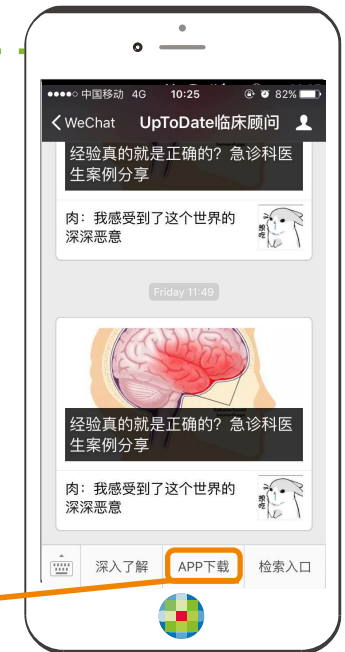 中国移动 4G 10:25 82%
WeChat UpToDate临床顾问
经验真的就是正确的？急诊科医
生案例分享
肉：我感受到了这个世界的
深深恶意
想吃
Friday 11:49
经验真的就是正确的？急诊科医
生案例分享
肉：我感受到了这个世界的
深深恶意
想吃
深入了解 APP下载 检索入口